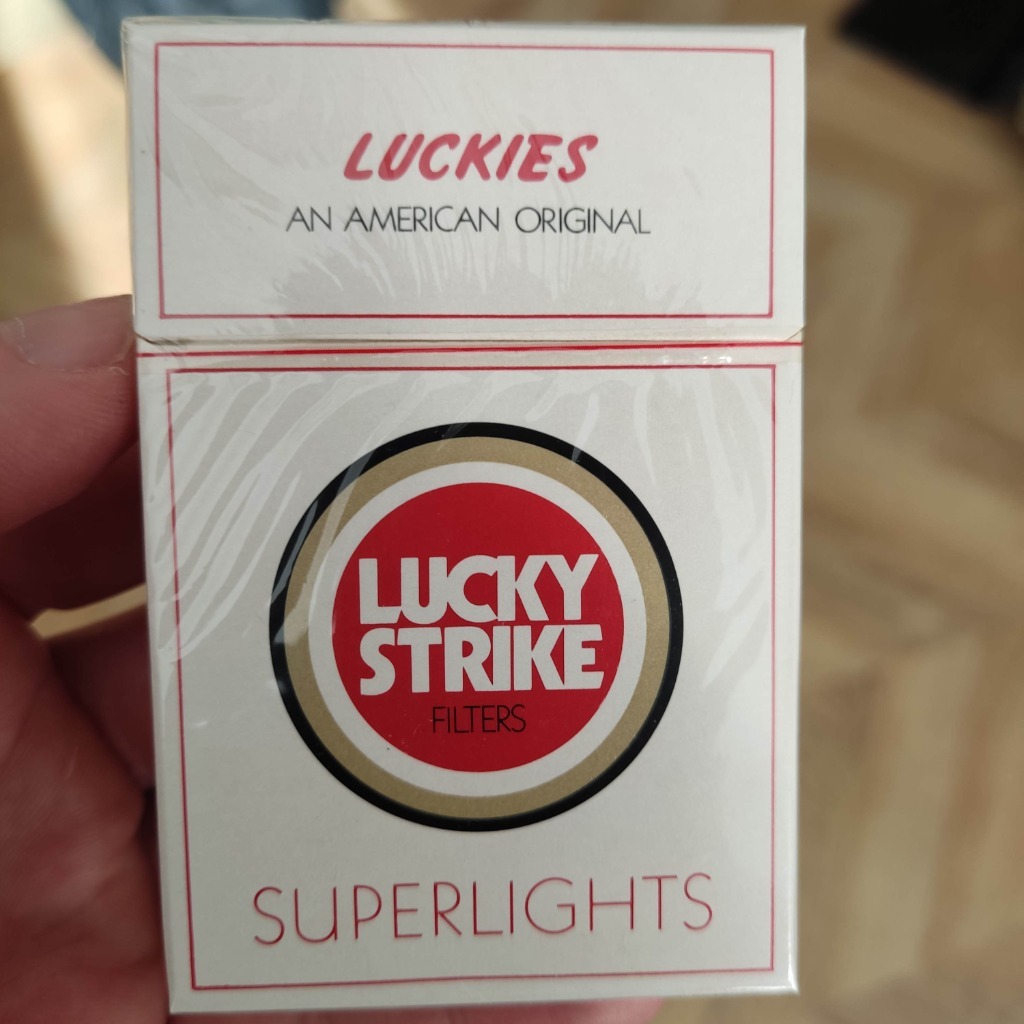 LUCKIES
AN AMERICAN ORIGINAL
LUCKY
STRIKE
FILTERS
SUPERLIGHTS